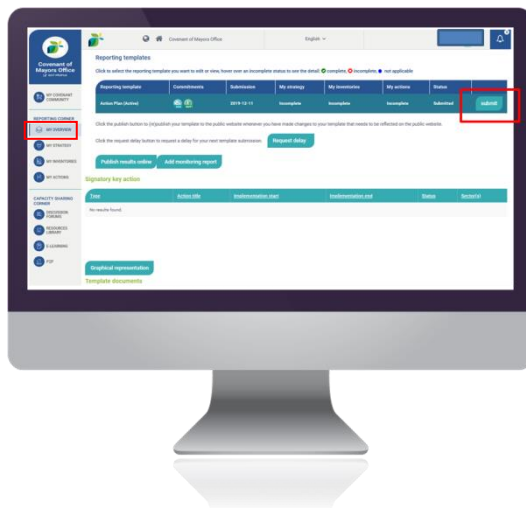 Covenant of Mayors Office
English
Covenant of
Mayors Office
Reporting templates
Click to select the reporting template you want to edit or view, hover over an incomplete status to see the detail: complete, incomplete, not applicable
Reporting template Commitments Submission My strategy My inventories My actions Status
Action Plan (Active) 2019-12-11 Incomplete Incomplete Incomplete Submitted submit
Click the publish button to (re)publish your template to the public website whenever you have made changes to your template that needs to be reflected on the public website.
Click the request delay button to request a delay for your next template submission: Request delay
Publish results online Add monitoring report
Signatory key action
Type Action title Implementation start Implementation end Status Sector(s)
No results found.
Graphical representation
Template documents
MY COVENANT
COMMUNITY
REPORTING CORNER
MY OVERVIEW
MY STRATEGY
MY INVENTORIES
MY ACTIONS
CAPACITY SHARING
CORNER
DISCUSSION
FORUMS
RESOURCES
LIBRARY
E-LEARNING